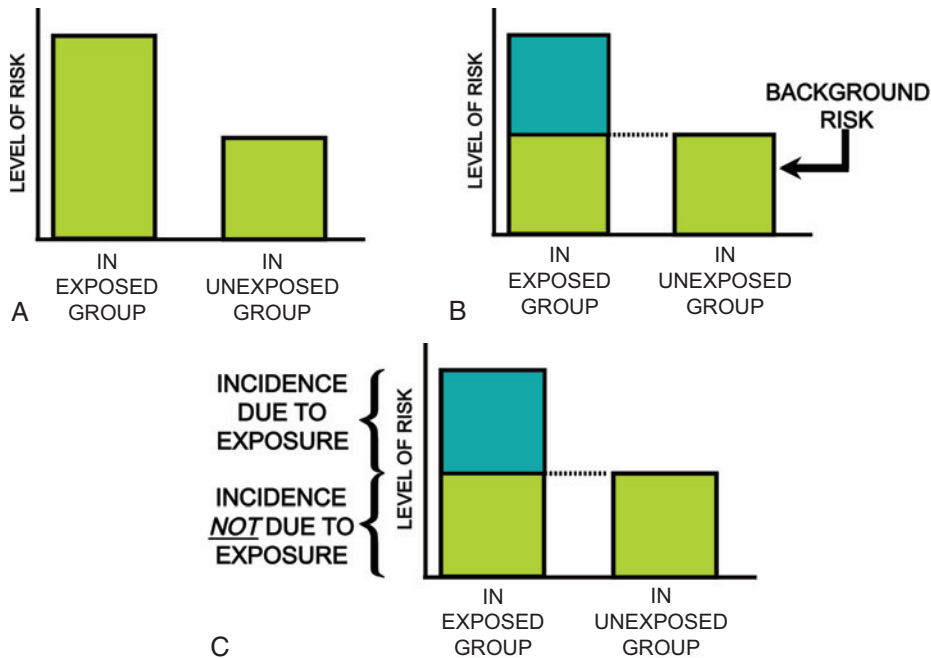 LEVEL OF RISK
IN
EXPOSED
GROUP
IN
UNEXPOSED
GROUP
A
LEVEL OF RISK
BACKGROUND
RISK
IN
EXPOSED
GROUP
IN
UNEXPOSED
GROUP
B
INCIDENCE
DUE TO
EXPOSURE
INCIDENCE
NOT DUE TO
EXPOSURE
LEVEL OF RISK
IN
EXPOSED
GROUP
IN
UNEXPOSED
GROUP
C